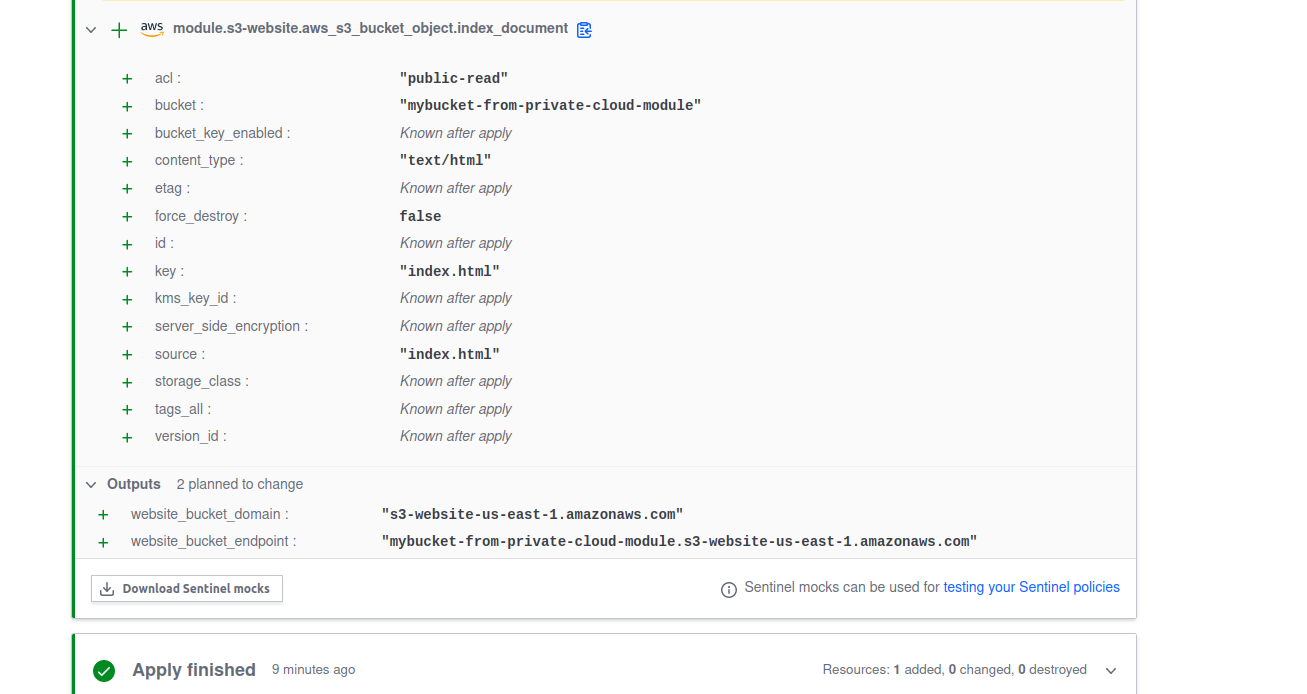 aws module.s3-website.aws_s3_bucket_object.index_document
+ acl : "public-read"
+ bucket : "mybucket-from-private-cloud-module"
+ bucket_key_enabled : Known after apply
+ content_type : "text/html"
+ etag : Known after apply
+ force_destroy : false
+ id : Known after apply
+ key : "index.html"
+ kms_key_id : Known after apply
+ server_side_encryption : Known after apply
+ source : "index.html"
+ storage_class : Known after apply
+ tags_all : Known after apply
+ version_id : Known after apply
Outputs 2 planned to change
+ website_bucket_domain : "s3-website-us-east-1.amazonaws.com"
+ website_bucket_endpoint : "mybucket-from-private-cloud-module.s3-website-us-east-1.amazonaws.com"
Download Sentinel mocks Sentinel mocks can be used for testing your Sentinel policies
Apply finished 9 minutes ago Resources: 1 added, 0 changed, 0 destroyed